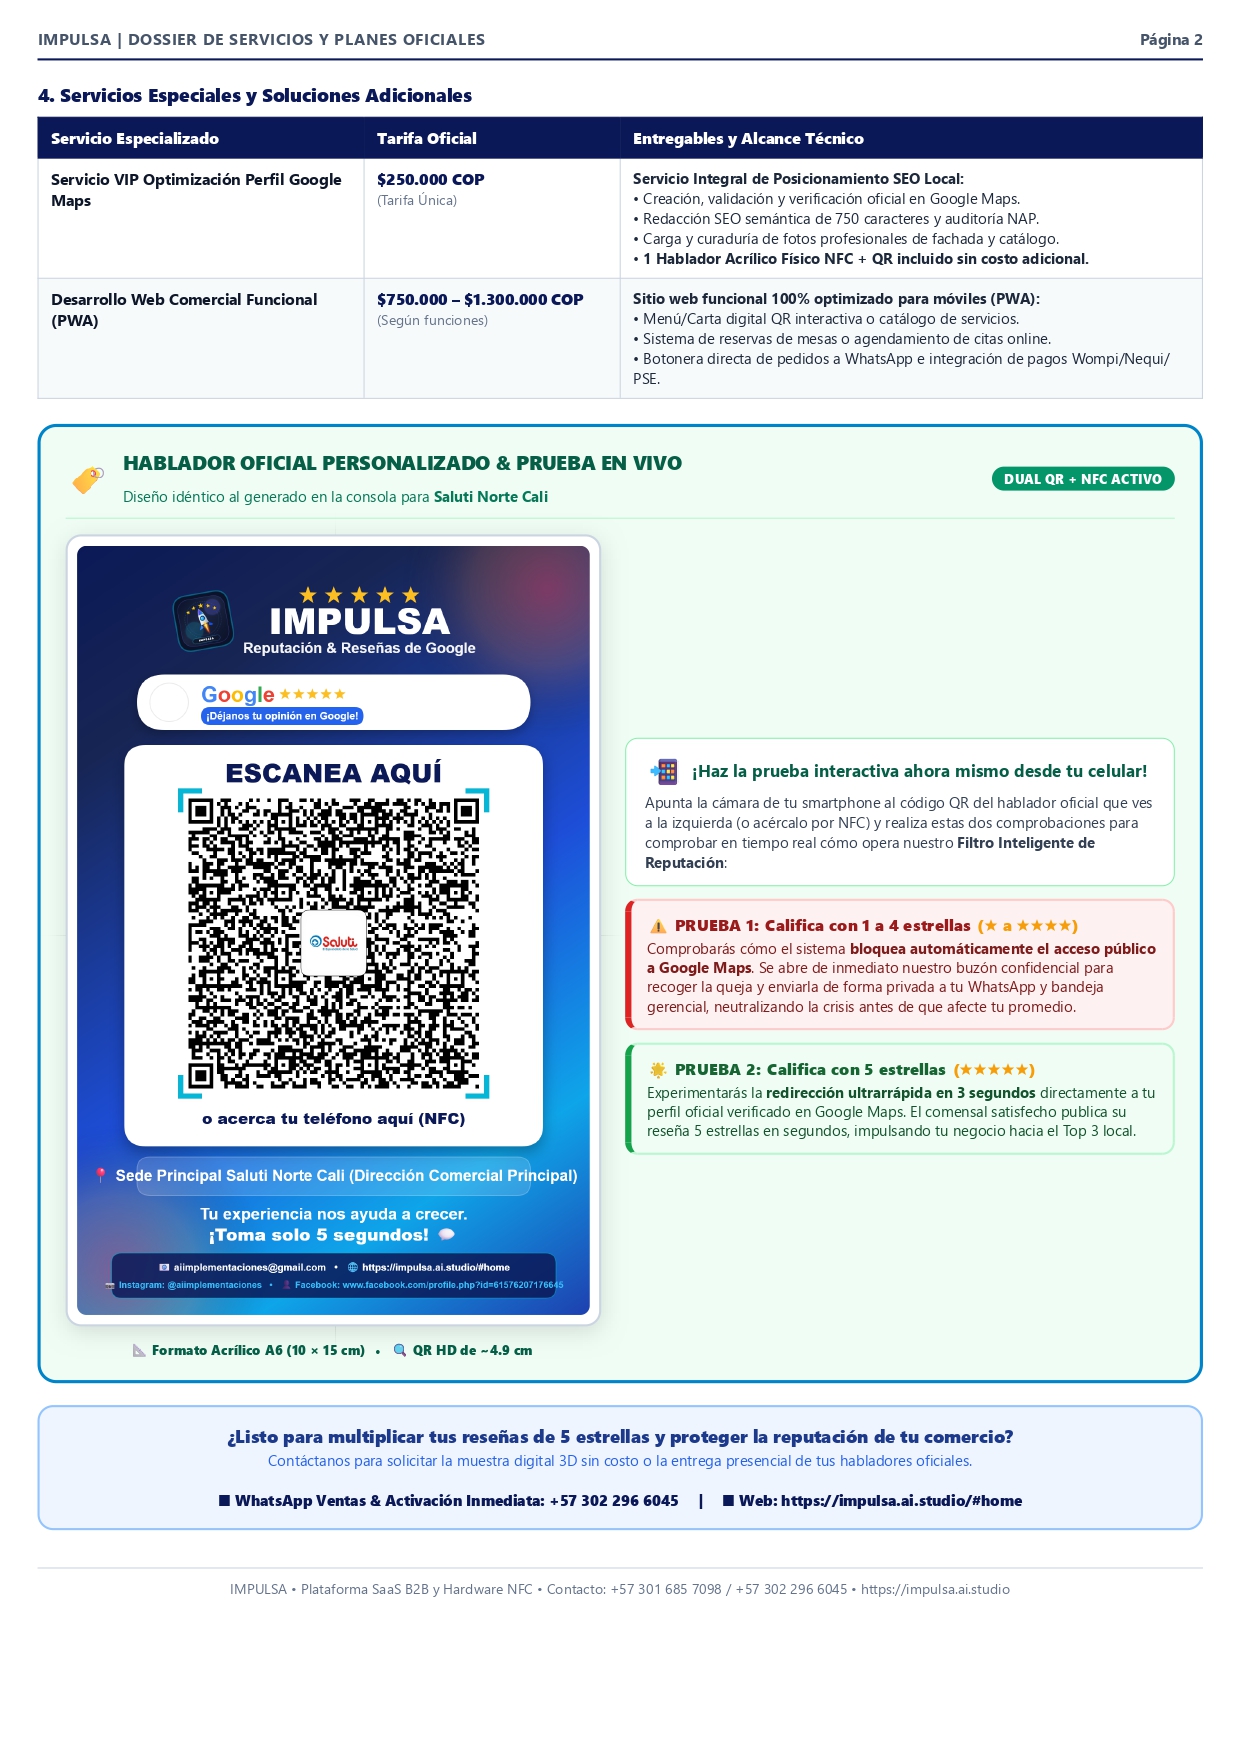 IMPULSA | DOSSIER DE SERVICIOS Y PLANES OFICIALES
Página 2
4. Servicios Especiales y Soluciones Adicionales
Servicio Especializado
Tarifa Oficial
Entregables y Alcance Técnico
Servicio VIP Optimización Perfil Google
Maps
$250.000 COP
(Tarifa Única)
Servicio Integral de Posicionamiento SEO Local:
• Creación, validación y verificación oficial en Google Maps.
• Redacción SEO semántica de 750 caracteres y auditoría NAP.
• Carga y curaduría de fotos profesionales de fachada y catálogo.
• 1 Hablador Acrílico Físico NFC + QR incluido sin costo adicional.
Desarrollo Web Comercial Funcional
(PWA)
$750.000 – $1.300.000 COP
(Según funciones)
Sitio web funcional 100% optimizado para móviles (PWA):
• Menú/Carta digital QR interactiva o catálogo de servicios.
• Sistema de reservas de mesas o agendamiento de citas online.
• Botonera directa de pedidos a WhatsApp e integración de pagos Wompi/Nequi/
PSE.
HABLADOR OFICIAL PERSONALIZADO & PRUEBA EN VIVO
Diseño idéntico al generado en la consola para Saluti Norte Cali
DUAL QR + NFC ACTIVO
★★★★★
IMPULSA
Reputación & Reseñas de Google
Google ★★★★★
¡Déjanos tu opinión en Google!
ESCANEA AQUÍ
Saluti
o acerca tu teléfono aquí (NFC)
📍 Sede Principal Saluti Norte Cali (Dirección Comercial Principal)
Tu experiencia nos ayuda a crecer.
¡Toma solo 5 segundos! 💬
📧 aiimplementaciones@gmail.com • 🌐 https://impulsa.ai.studio/#home
📷 Instagram: @aiimplementaciones • 👤 Facebook: www.facebook.com/profile.php?id=61576207176645
📐 Formato Acrílico A6 (10 × 15 cm) • 🔍 QR HD de ~4.9 cm
📲 ¡Haz la prueba interactiva ahora mismo desde tu celular!
Apunta la cámara de tu smartphone al código QR del hablador oficial que ves
a la izquierda (o acércalo por NFC) y realiza estas dos comprobaciones para
comprobar en tiempo real cómo opera nuestro Filtro Inteligente de
Reputación:
⚠️ PRUEBA 1: Califica con 1 a 4 estrellas (★ a ★★★★)
Comprobarás cómo el sistema bloquea automáticamente el acceso público
a Google Maps. Se abre de inmediato nuestro buzón confidencial para
recoger la queja y enviarla de forma privada a tu WhatsApp y bandeja
gerencial, neutralizando la crisis antes de que afecte tu promedio.
🌟 PRUEBA 2: Califica con 5 estrellas (★★★★★)
Experimentarás la redirección ultrarrápida en 3 segundos directamente a tu
perfil oficial verificado en Google Maps. El comensal satisfecho publica su
reseña 5 estrellas en segundos, impulsando tu negocio hacia el Top 3 local.
¿Listo para multiplicar tus reseñas de 5 estrellas y proteger la reputación de tu comercio?
Contáctanos para solicitar la muestra digital 3D sin costo o la entrega presencial de tus habladores oficiales.
■ WhatsApp Ventas & Activación Inmediata: +57 302 296 6045 | ■ Web: https://impulsa.ai.studio/#home
IMPULSA • Plataforma SaaS B2B y Hardware NFC • Contacto: +57 301 685 7098 / +57 302 296 6045 • https://impulsa.ai.studio